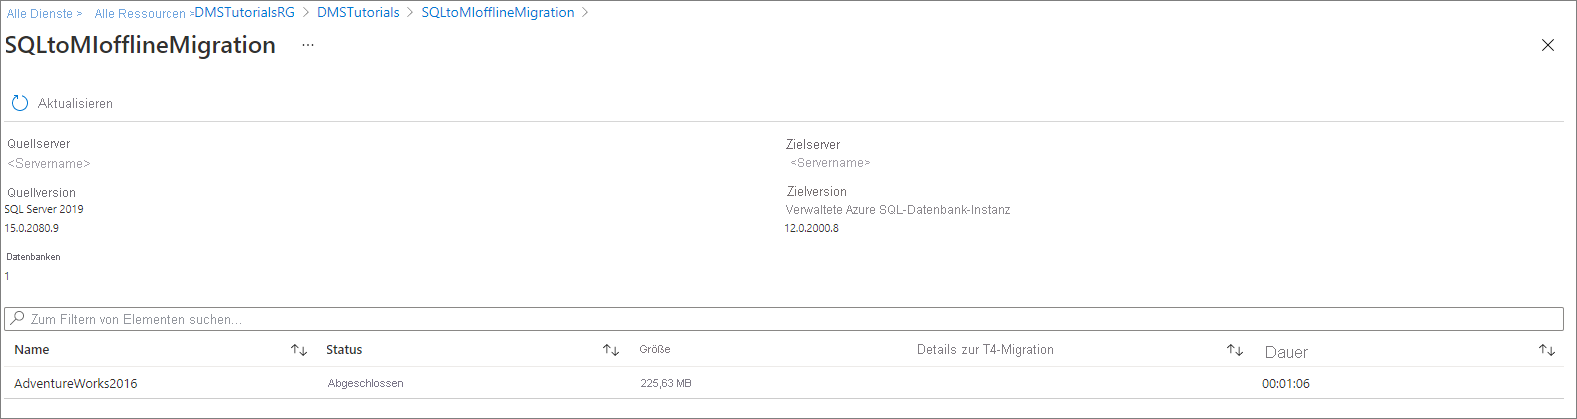 Alle Dienste > Alle Ressourcen > DMSTutorialsRG > DMSTutorials > SQLtoMIofflineMigration >
SQLtoMIofflineMigration ...
Aktualisieren
Quellserver Zielserver
<Servername> <Servername>
Quellversion Zielversion
SQL Server 2019 Verwaltete Azure SQL-Datenbank-Instanz
15.0.2080.9 12.0.2000.8
Datenbanken
1
Zum Filtern von Elementen suchen...
Name Status Größe Details zur T4-Migration Dauer
AdventureWorks2016 Abgeschlossen 225,63 MB 00:01:06